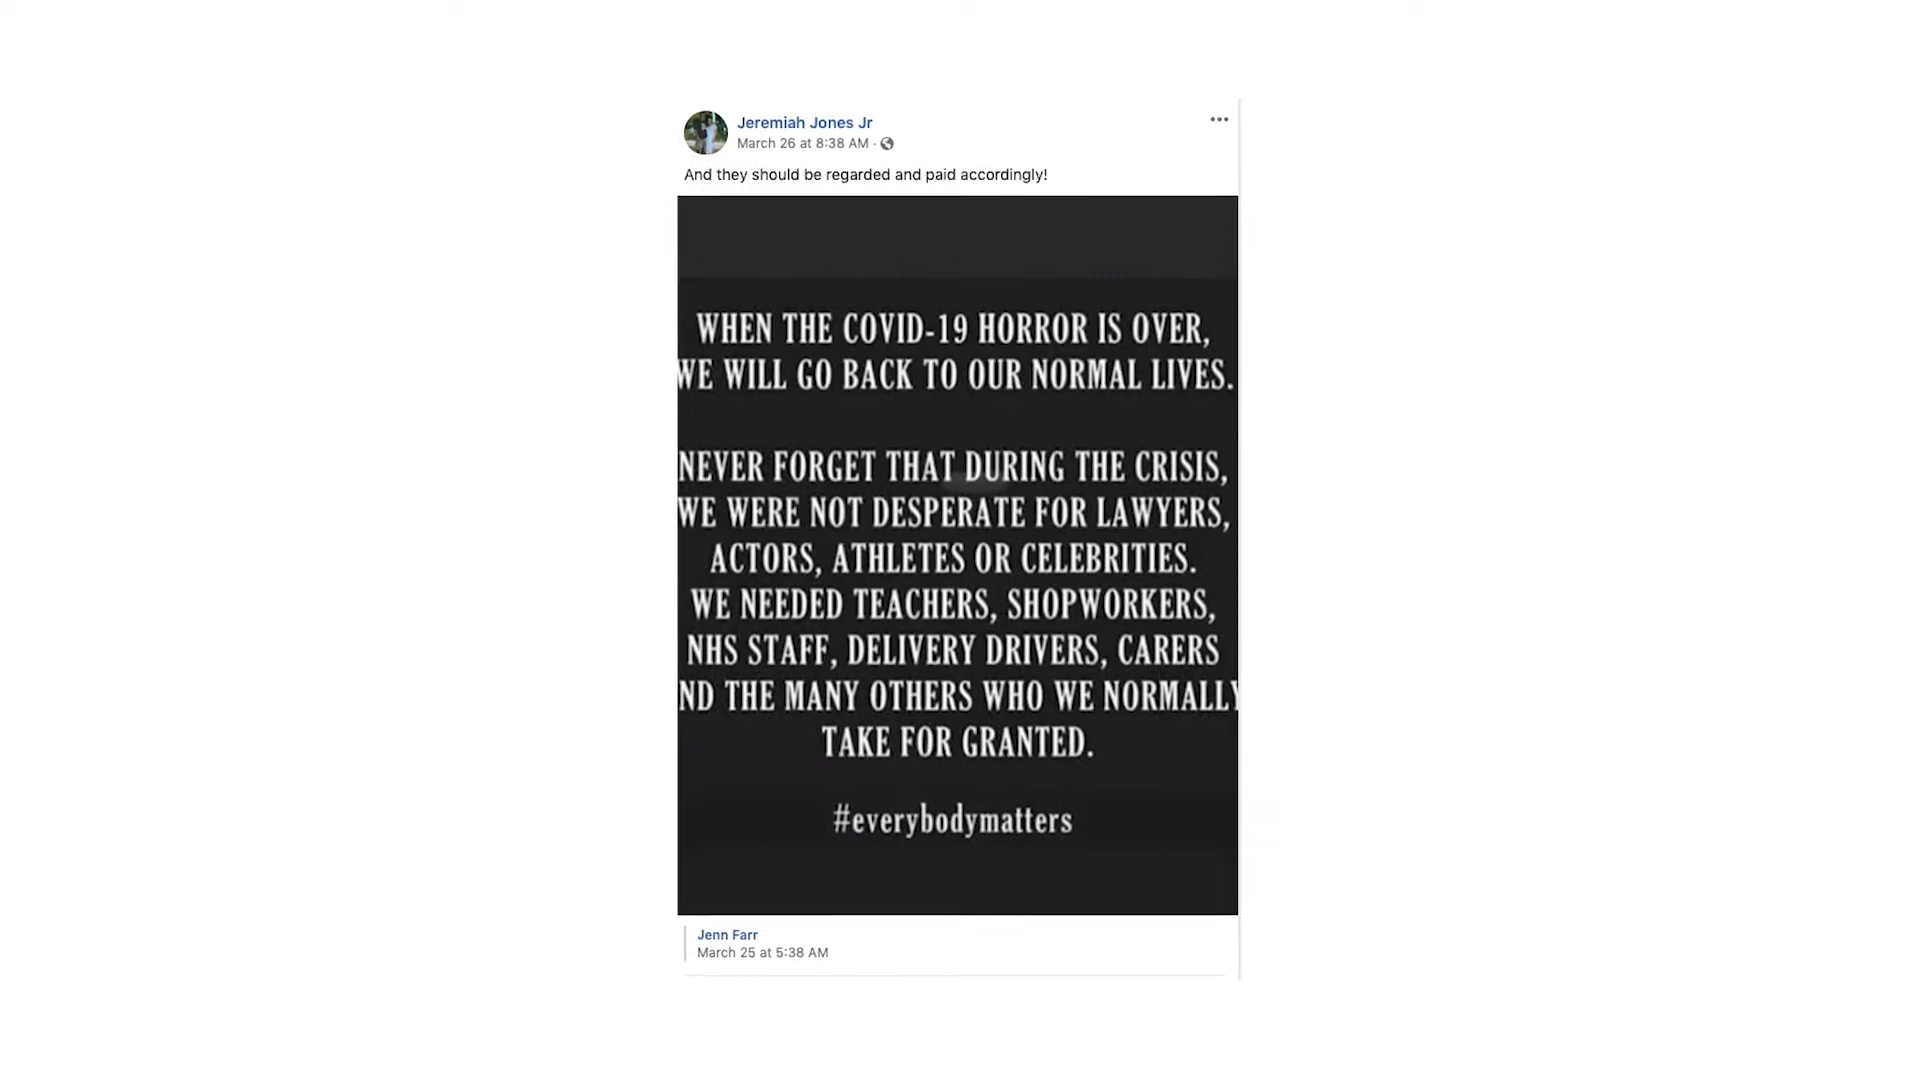 Jeremiah Jones Jr
March 26 at 8:38 AM ·
And they should be regarded and paid accordingly!
WHEN THE COVID-19 HORROR IS OVER,
WE WILL GO BACK TO OUR NORMAL LIVES.
NEVER FORGET THAT DURING THE CRISIS,
WE WERE NOT DESPERATE FOR LAWYERS,
ACTORS, ATHLETES OR CELEBRITIES.
WE NEEDED TEACHERS, SHOPWORKERS,
NHS STAFF, DELIVERY DRIVERS, CARERS
ND THE MANY OTHERS WHO WE NORMALLY
TAKE FOR GRANTED.
#everybodymatters
Jenn Farr
March 25 at 5:38 AM